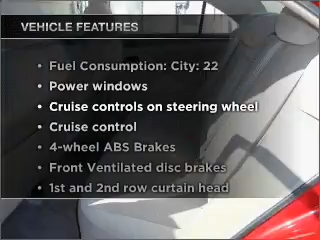 VEHICLE FEATURES
• Fuel Consumption: City: 22
• Power windows
• Cruise controls on steering wheel
• Cruise control
• 4-wheel ABS Brakes
• Front Ventilated disc brakes
• 1st and 2nd row curtain head